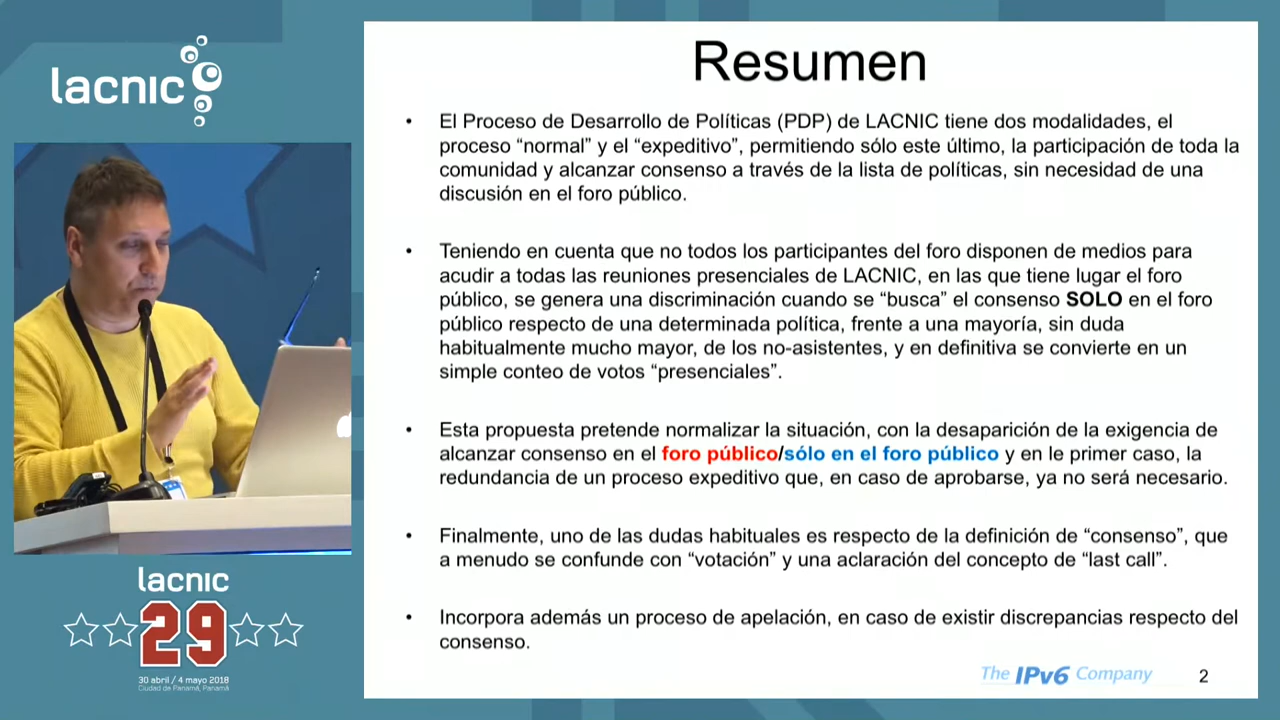 lacnic
Resumen
• El Proceso de Desarrollo de Políticas (PDP) de LACNIC tiene dos modalidades, el
proceso “normal” y el “expeditivo”, permitiendo sólo este último, la participación de toda la
comunidad y alcanzar consenso a través de la lista de políticas, sin necesidad de una
discusión en el foro público.
• Teniendo en cuenta que no todos los participantes del foro disponen de medios para
acudir a todas las reuniones presenciales de LACNIC, en las que tiene lugar el foro
público, se genera una discriminación cuando se “busca” el consenso SOLO en el foro
público respecto de una determinada política, frente a una mayoría, sin duda
habitualmente mucho mayor, de los no-asistentes, y en definitiva se convierte en un
simple conteo de votos “presenciales”.
• Esta propuesta pretende normalizar la situación, con la desaparición de la exigencia de
alcanzar consenso en el foro público/sólo en el foro público y en le primer caso, la
redundancia de un proceso expeditivo que, en caso de aprobarse, ya no será necesario.
• Finalmente, uno de las dudas habituales es respecto de la definición de “consenso”, que
a menudo se confunde con “votación” y una aclaración del concepto de “last call”.
• Incorpora además un proceso de apelación, en caso de existir discrepancias respecto del
consenso.
The IPv6 Company
2
lacnic
29
30 abril / 4 mayo 2018
Ciudad de Panamá, Panamá